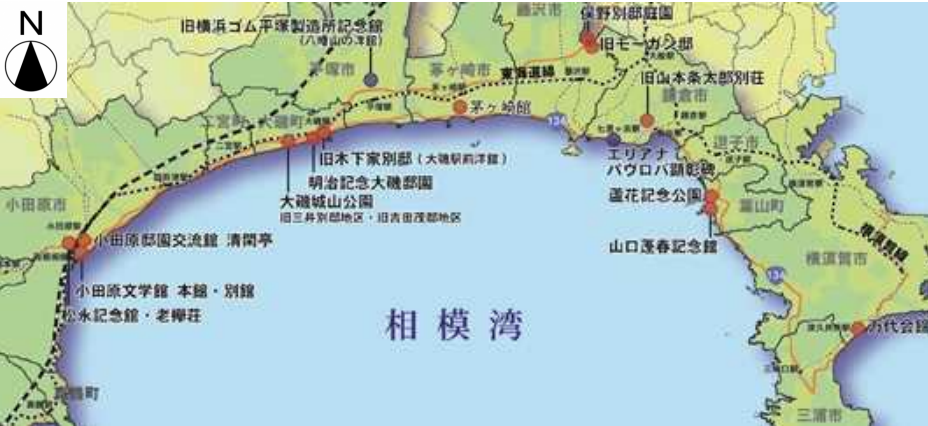 N
藤沢市
俣野別邸庭園
旧横浜ゴム平塚製造所記念館
(八幡山の洋館)
旧モーガン邸
平塚市
茅ヶ崎市
東海道線
旧山本条太郎別荘
鎌倉市
茅ヶ崎館
134
二宮町
大磯町
逗子市
旧木下家別邸(大磯駅前洋館)
エリアナ・
パヴロバ顕彰碑
明治記念大磯邸園
大磯城山公園
旧三井別邸地区・旧吉田茂邸地区
蘆花記念公園
葉山町
小田原市
小田原邸園交流館 清閑亭
山口蓬春記念館
横須賀線
横須賀市
134
小田原文学館 本館・別館
松永記念館・老欅荘
相模湾
万代会館
真鶴町
三浦市